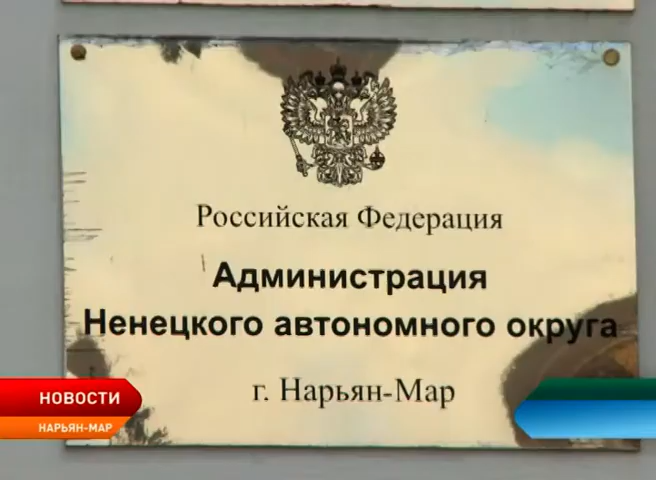 Российская Федерация
Администрация
Ненецкого автономного округа
г. Нарьян-Мар
НОВОСТИ
НАРЬЯН-МАР